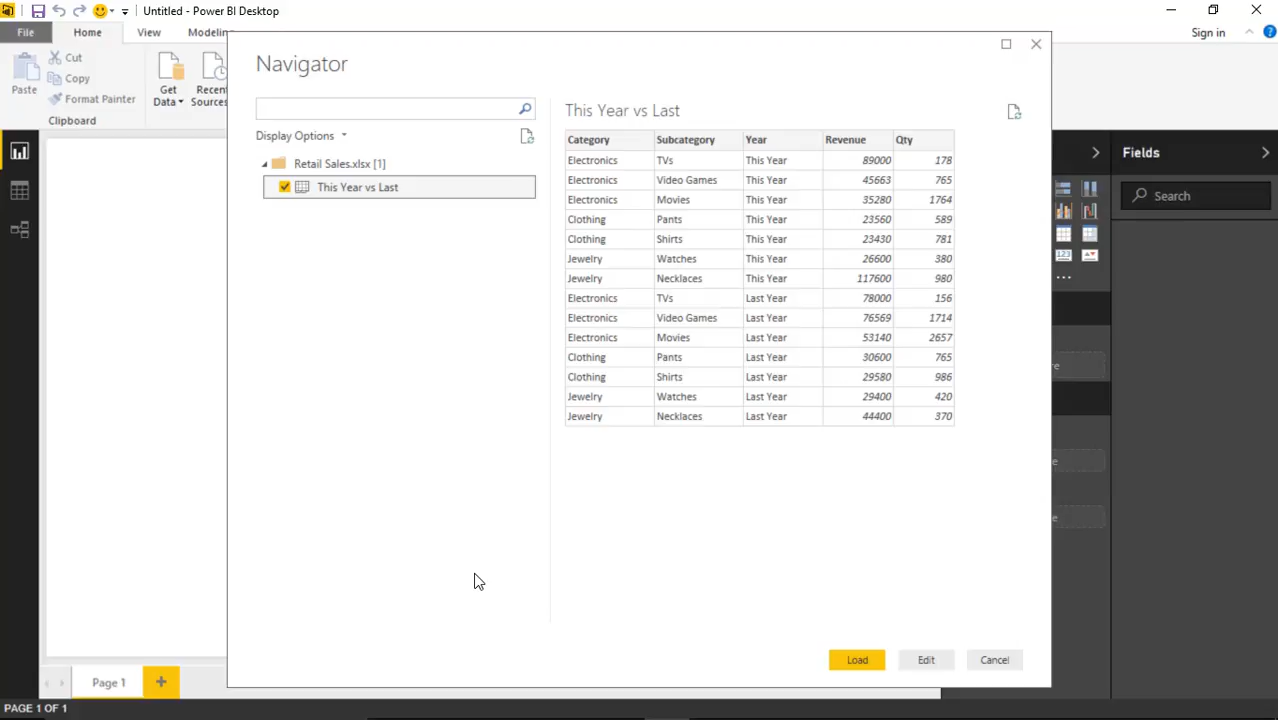 Untitled - Power BI Desktop
File Home View Modeling Sign in
Paste
Cut
Copy
Format Painter
Clipboard
Get Data
Recent Sources
Navigator
Display Options
Retail Sales.xlsx [1]
This Year vs Last
This Year vs Last
Category Subcategory Year Revenue Qty
Electronics TVs This Year 89000 178
Electronics Video Games This Year 45663 765
Electronics Movies This Year 35280 1764
Clothing Pants This Year 23560 589
Clothing Shirts This Year 23430 781
Jewelry Watches This Year 26600 380
Jewelry Necklaces This Year 117600 980
Electronics TVs Last Year 78000 156
Electronics Video Games Last Year 76569 1714
Electronics Movies Last Year 53140 2657
Clothing Pants Last Year 30600 765
Clothing Shirts Last Year 29580 986
Jewelry Watches Last Year 29400 420
Jewelry Necklaces Last Year 44400 370
Load Edit Cancel
Fields
Search
123
Page 1
PAGE 1 OF 1